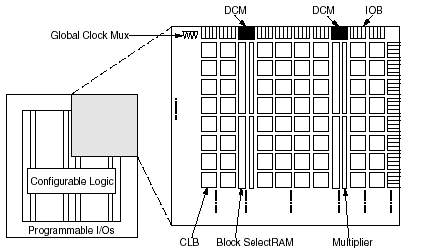 DCM
DCM
IOB
Global Clock Mux
Configurable Logic
Programmable I/Os
CLB
Block SelectRAM
Multiplier